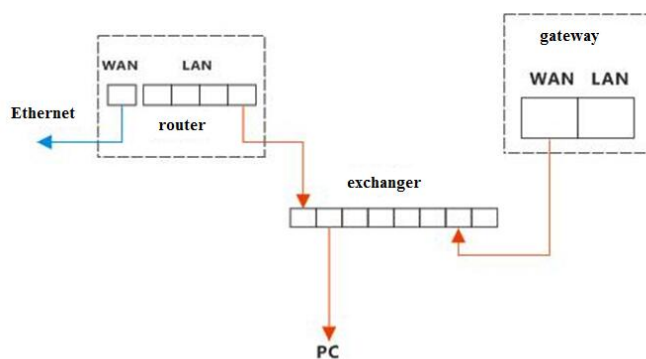 gateway
WAN LAN
WAN LAN
Ethernet
router
exchanger
PC